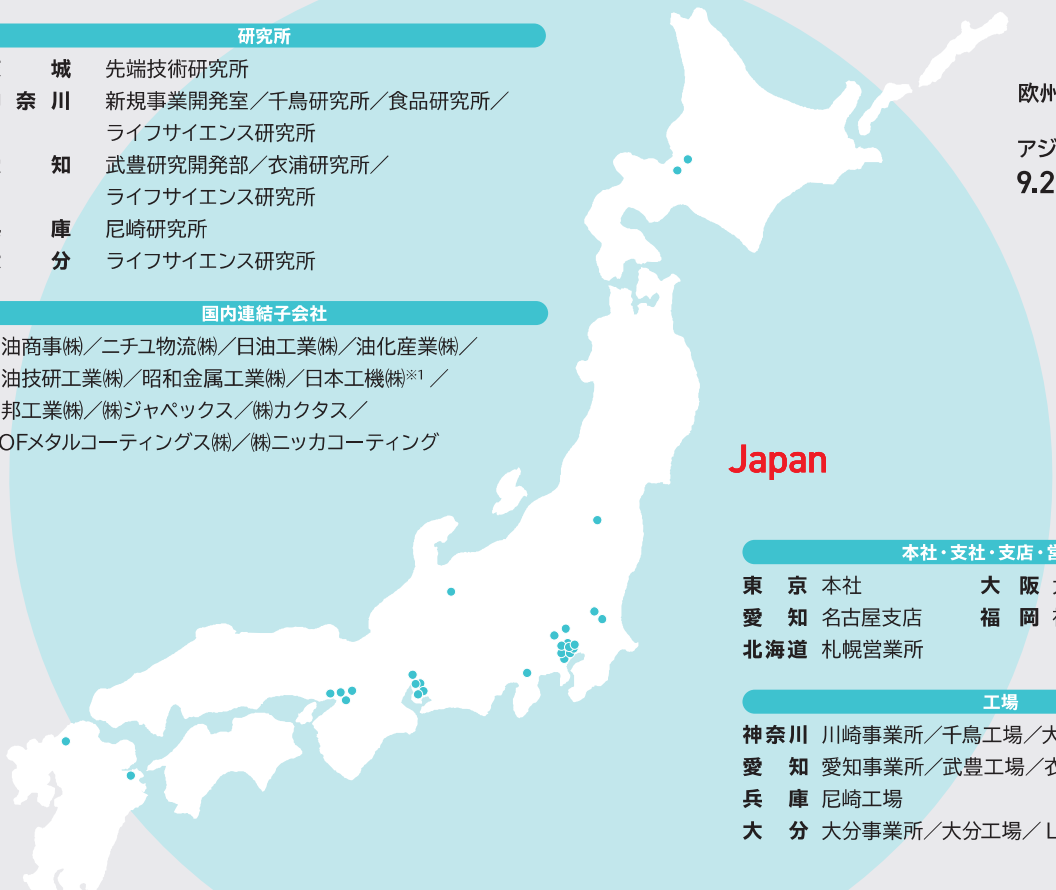 研究所
城 先端技術研究所
奈川 新規事業開発室／千鳥研究所／食品研究所／
ライフサイエンス研究所
知 武豊研究開発部／衣浦研究所／
ライフサイエンス研究所
庫 尼崎研究所
分 ライフサイエンス研究所
国内連結子会社
油商事㈱／ニチユ物流㈱／日油工業㈱／油化産業㈱／
油技研工業㈱／昭和金属工業㈱／日本工機㈱※1／
邦工業㈱／㈱ジャペックス／㈱カクタス／
OFメタルコーティングス㈱／㈱ニッカコーティング
欧州
アジ
9.2
Japan
本社・支社・支店・営
東京 本社 大阪
愛知 名古屋支店 福岡
北海道 札幌営業所
工場
神奈川 川崎事業所／千鳥工場／大
愛知 愛知事業所／武豊工場／衣
兵庫 尼崎工場
大分 大分事業所／大分工場／L